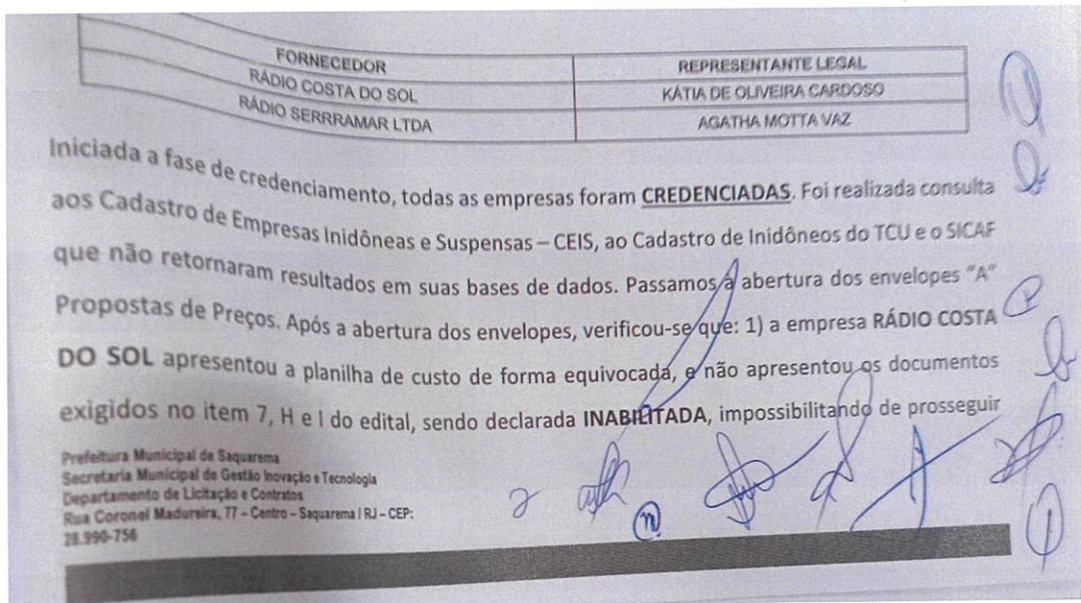 FORNECEDOR REPRESENTANTE LEGAL
RÁDIO COSTA DO SOL KÁTIA DE OLIVEIRA CARDOSO
RÁDIO SERRRAMAR LTDA AGATHA MOTTA VAZ
Iniciada a fase de credenciamento, todas as empresas foram CREDENCIADAS. Foi realizada consulta
aos Cadastro de Empresas Inidôneas e Suspensas – CEIS, ao Cadastro de Inidôneos do TCU e o SICAF
que não retornaram resultados em suas bases de dados. Passamos a abertura dos envelopes "A"
Propostas de Preços. Após a abertura dos envelopes, verificou-se que: 1) a empresa RÁDIO COSTA
DO SOL apresentou a planilha de custo de forma equivocada, e não apresentou os documentos
exigidos no item 7, H e I do edital, sendo declarada INABILITADA, impossibilitando de prosseguir
Prefeitura Municipal de Saquarema
Secretaria Municipal de Gestão Inovação e Tecnologia
Departamento de Licitação e Contratos
Rua Coronel Madureira, 77 – Centro – Saquarema / RJ – CEP:
28.990-756